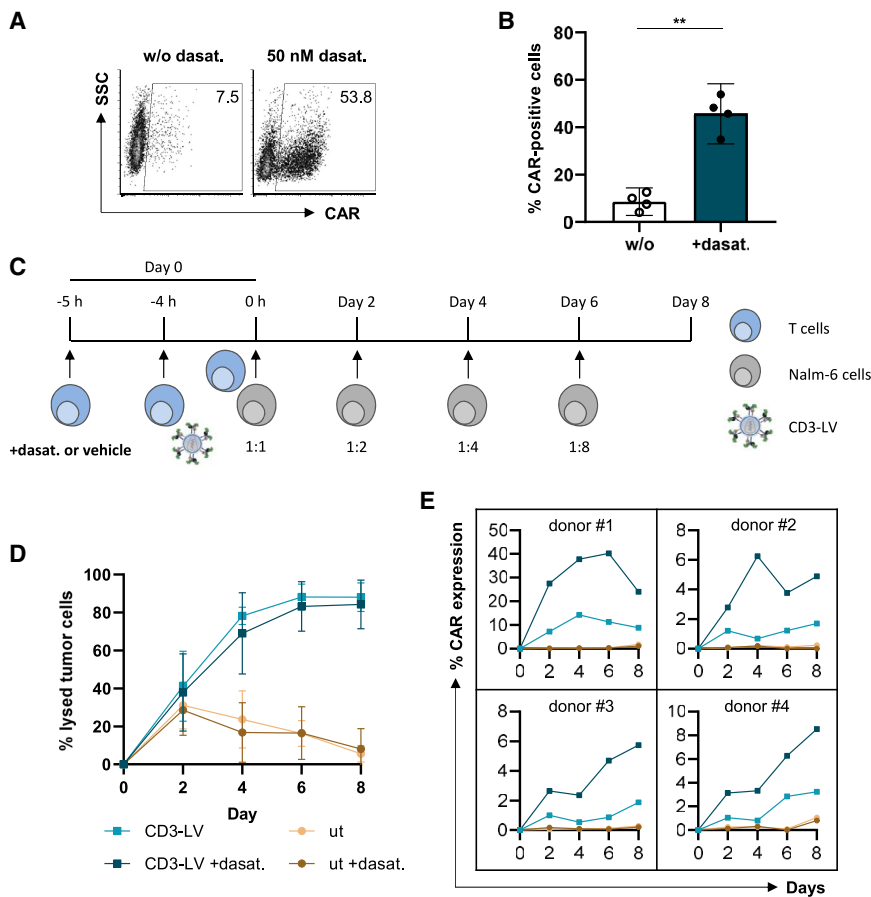 A
w/o dasat.
50 nM dasat.
SSC
7.5
53.8
CAR
B
**
% CAR-positive cells
80
60
40
20
0
w/o
+dasat.
C
Day 0
-5 h
-4 h
0 h
Day 2
Day 4
Day 6
Day 8
+dasat. or vehicle
1:1
1:2
1:4
1:8
T cells
Nalm-6 cells
CD3-LV
D
% lysed tumor cells
100
80
60
40
20
0
0 2 4 6 8
Day
CD3-LV
ut
CD3-LV +dasat.
ut +dasat.
E
% CAR expression
donor #1
50
40
30
20
10
0
0 2 4 6 8
donor #2
8
6
4
2
0
0 2 4 6 8
donor #3
8
6
4
2
0
0 2 4 6 8
donor #4
10
8
6
4
2
0
0 2 4 6 8
Days